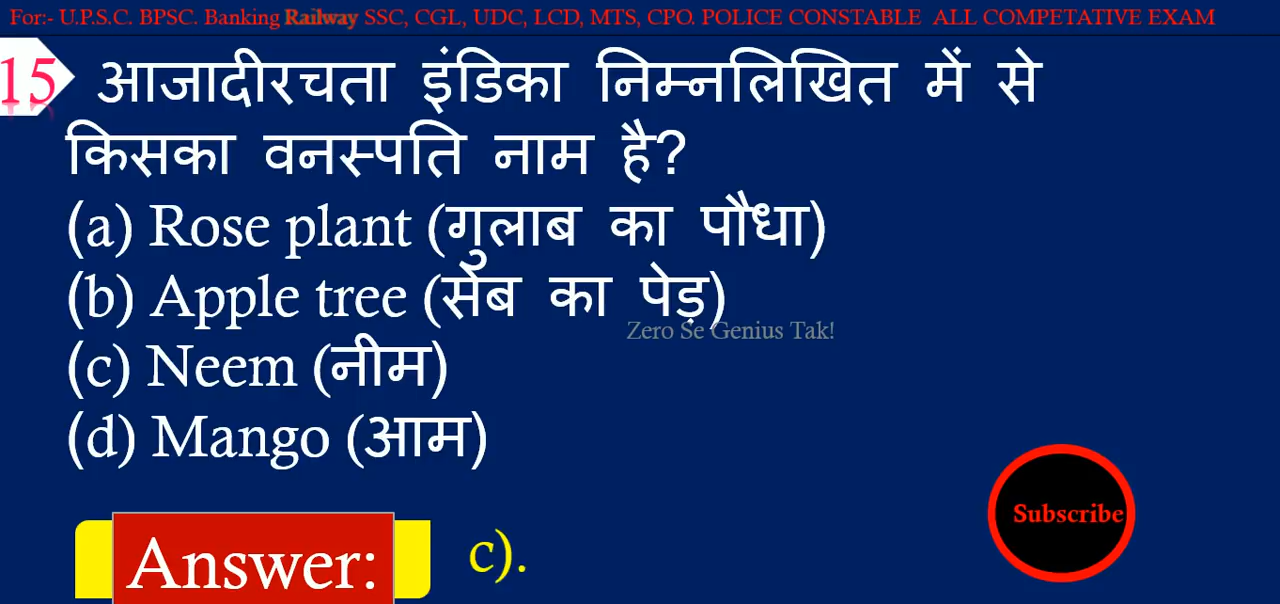 For:- U.P.S.C. BPSC. Banking Railway SSC, CGL, UDC, LCD, MTS, CPO. POLICE CONSTABLE ALL COMPETATIVE EXAM
15 आजादीरचता इंडिका निम्नलिखित में से
किसका वनस्पति नाम है?
(a) Rose plant (गुलाब का पौधा)
(b) Apple tree (सेब का पेड़)
Zero Se Genius Tak!
(c) Neem (नीम)
(d) Mango (आम)
Subscribe
Answer: c).